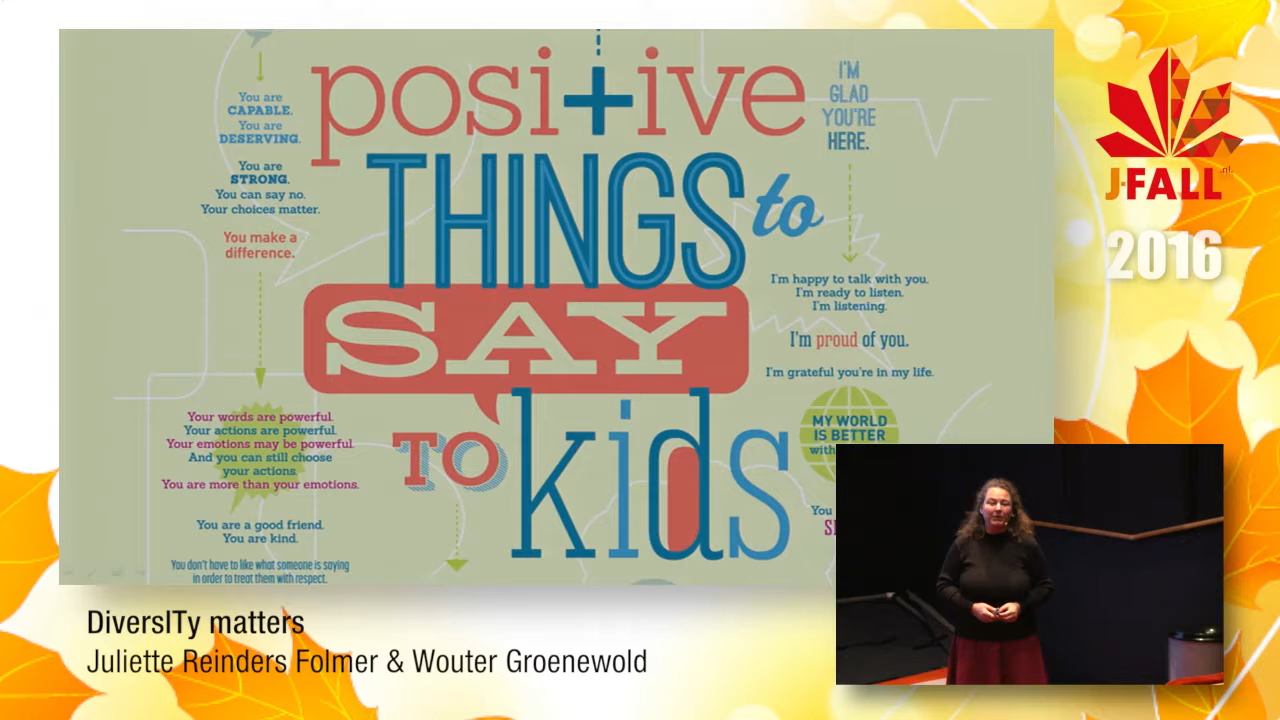 posi+ive
THINGS to
SAY
TO kids
You are
CAPABLE.
You are
DESERVING.
You are
STRONG.
You can say no.
Your choices matter.
You make a
difference.
Your words are powerful.
Your actions are powerful.
Your emotions may be powerful.
And you can still choose
your actions.
You are more than your emotions.
You are a good friend.
You are kind.
You don't have to like what someone is saying
in order to treat them with respect.
I'M
GLAD
YOU'RE
HERE.
I'm happy to talk with you.
I'm ready to listen.
I'm listening.
I'm proud of you.
I'm grateful you're in my life.
MY WORLD
IS BETTER
with
You
J-FALL.nl
2016
DiversITy matters
Juliette Reinders Folmer & Wouter Groenewold